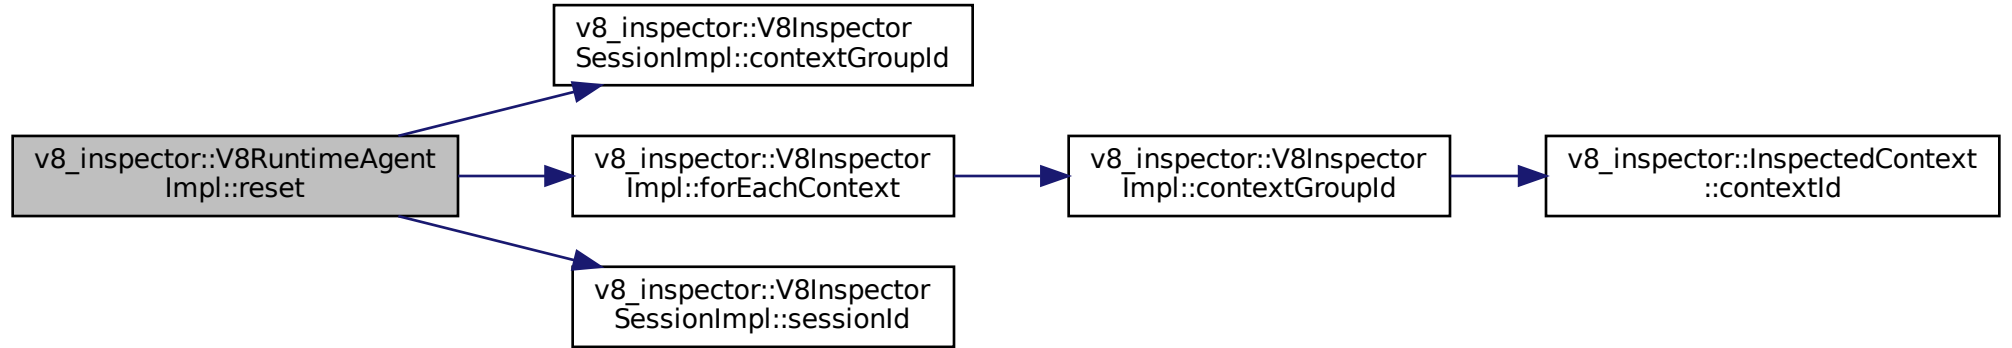 v8_inspector::V8Inspector
SessionImpl::contextGroupId
v8_inspector::V8RuntimeAgent
Impl::reset
v8_inspector::V8Inspector
Impl::forEachContext
v8_inspector::V8Inspector
Impl::contextGroupId
v8_inspector::InspectedContext
::contextId
v8_inspector::V8Inspector
SessionImpl::sessionId